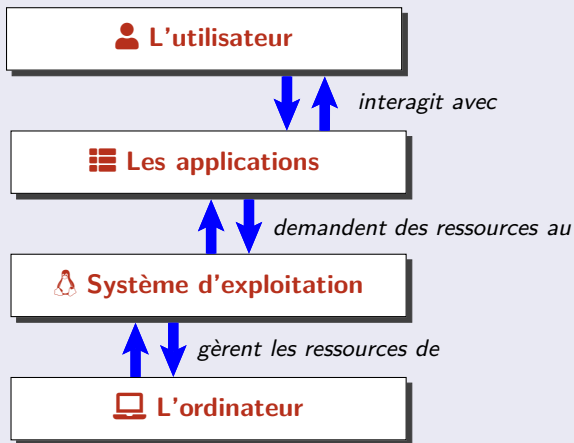 L'utilisateur
interagit avec
Les applications
demandent des ressources au
Système d'exploitation
gèrent les ressources de
L'ordinateur